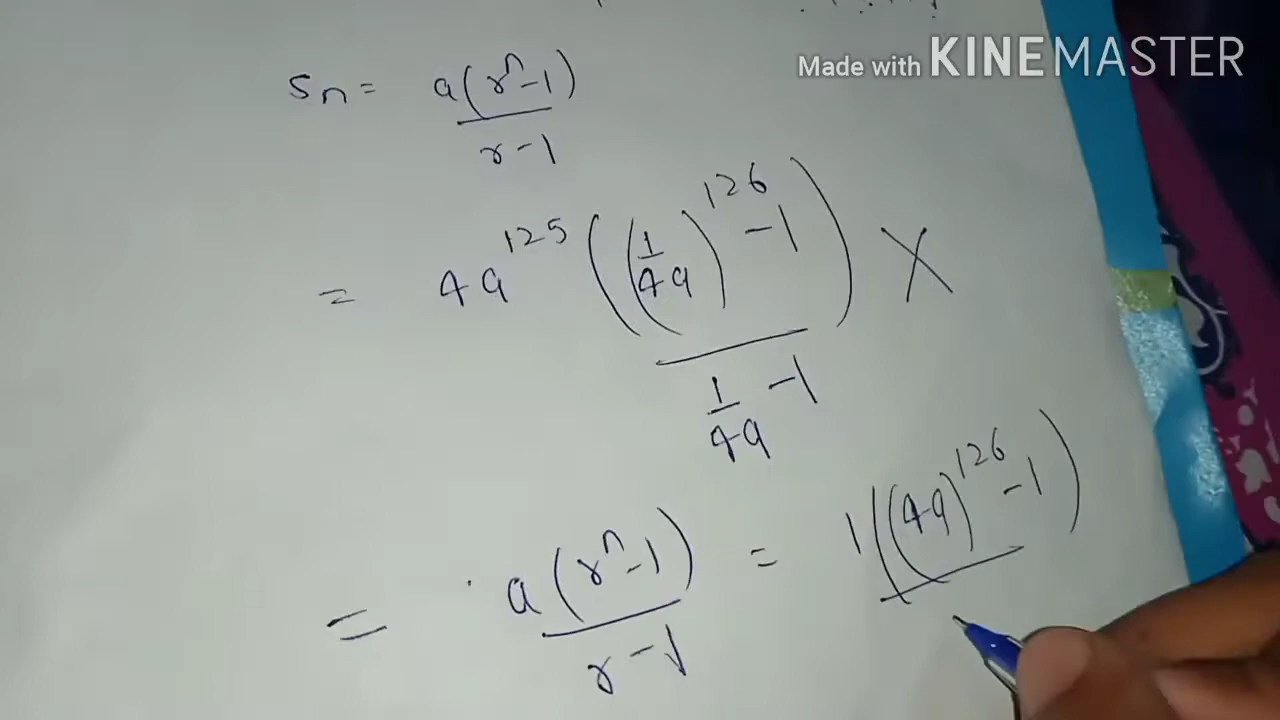 Made with KINEMASTER
Sn = a(r^n - 1)
r - 1
= 49^125 ((1/49)^126 - 1) X
1/49 - 1
= a(r^n - 1) = 1((49)^126 - 1)
r - 1